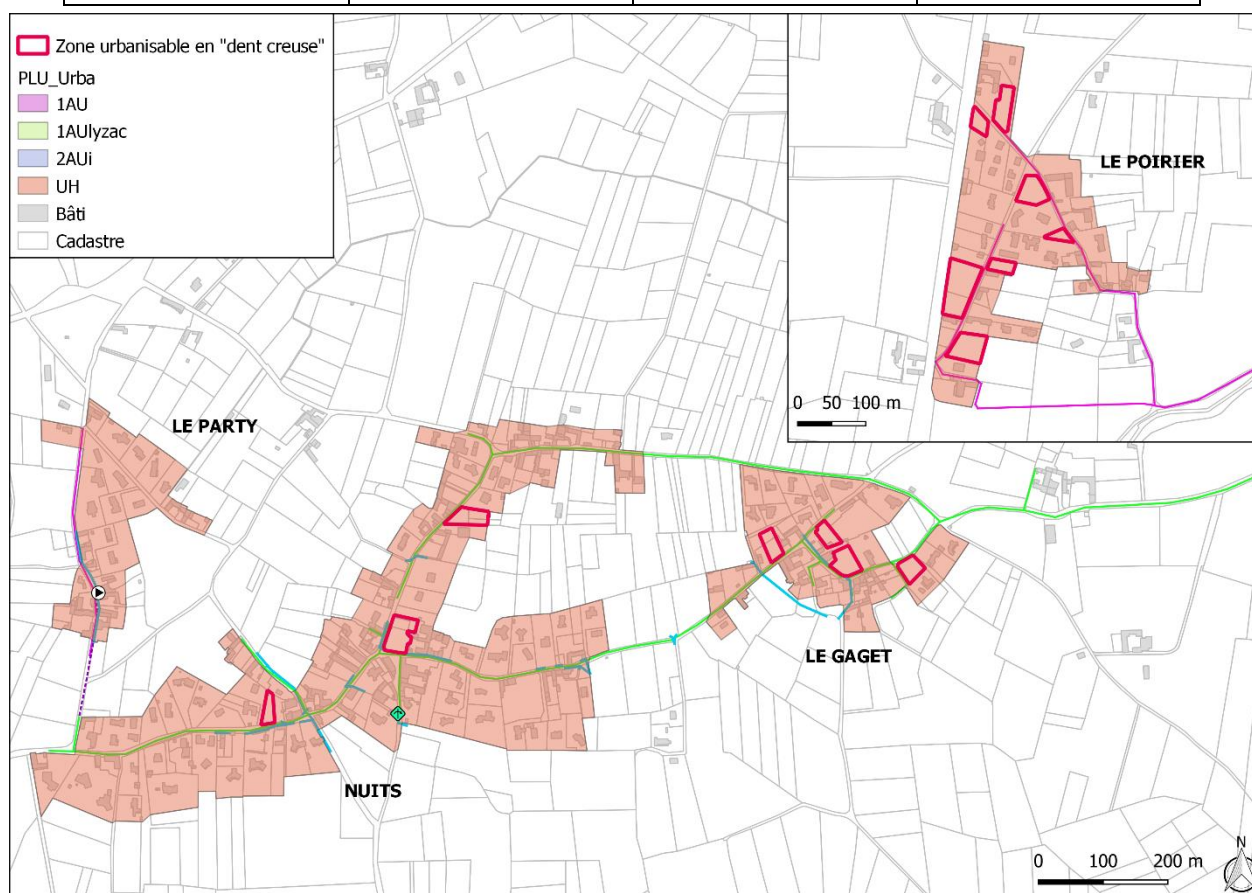 Zone urbanisable en "dent creuse"
PLU_Urba
1AU
1AUlyzac
2AUi
UH
Bâti
Cadastre
LE POIRIER
0 50 100 m
LE PARTY
LE GAGET
NUITS
0 100 200 m
N